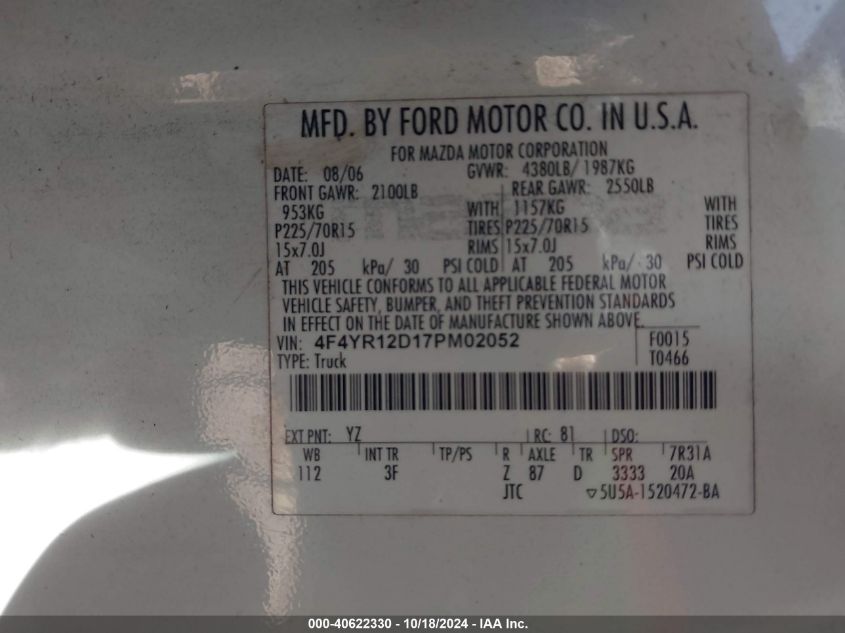 MFD. BY FORD MOTOR CO. IN U.S.A.
FOR MAZDA MOTOR CORPORATION
DATE: 08/06 GVWR: 4380LB/ 1987KG
FRONT GAWR: 2100LB REAR GAWR: 2550LB
953KG WITH 1157KG WITH
P225/70R15 TIRES P225/70R15 TIRES
15x7.0J RIMS 15x7.0J RIMS
AT 205 kPa/ 30 PSI COLD AT 205 kPa/ 30 PSI COLD
THIS VEHICLE CONFORMS TO ALL APPLICABLE FEDERAL MOTOR
VEHICLE SAFETY, BUMPER, AND THEFT PREVENTION STANDARDS
IN EFFECT ON THE DATE OF MANUFACTURE SHOWN ABOVE.
VIN: 4F4YR12D17PM02052 F0015
TYPE: Truck T0466
EXT PNT: YZ RC: 81 DSO:
WB INT TR TP/PS R AXLE TR SPR 7R31A
112 3F Z 87 D 3333 20A
JTC ▽5U5A-1520472-BA
000-40622330 - 10/18/2024 - IAA Inc.